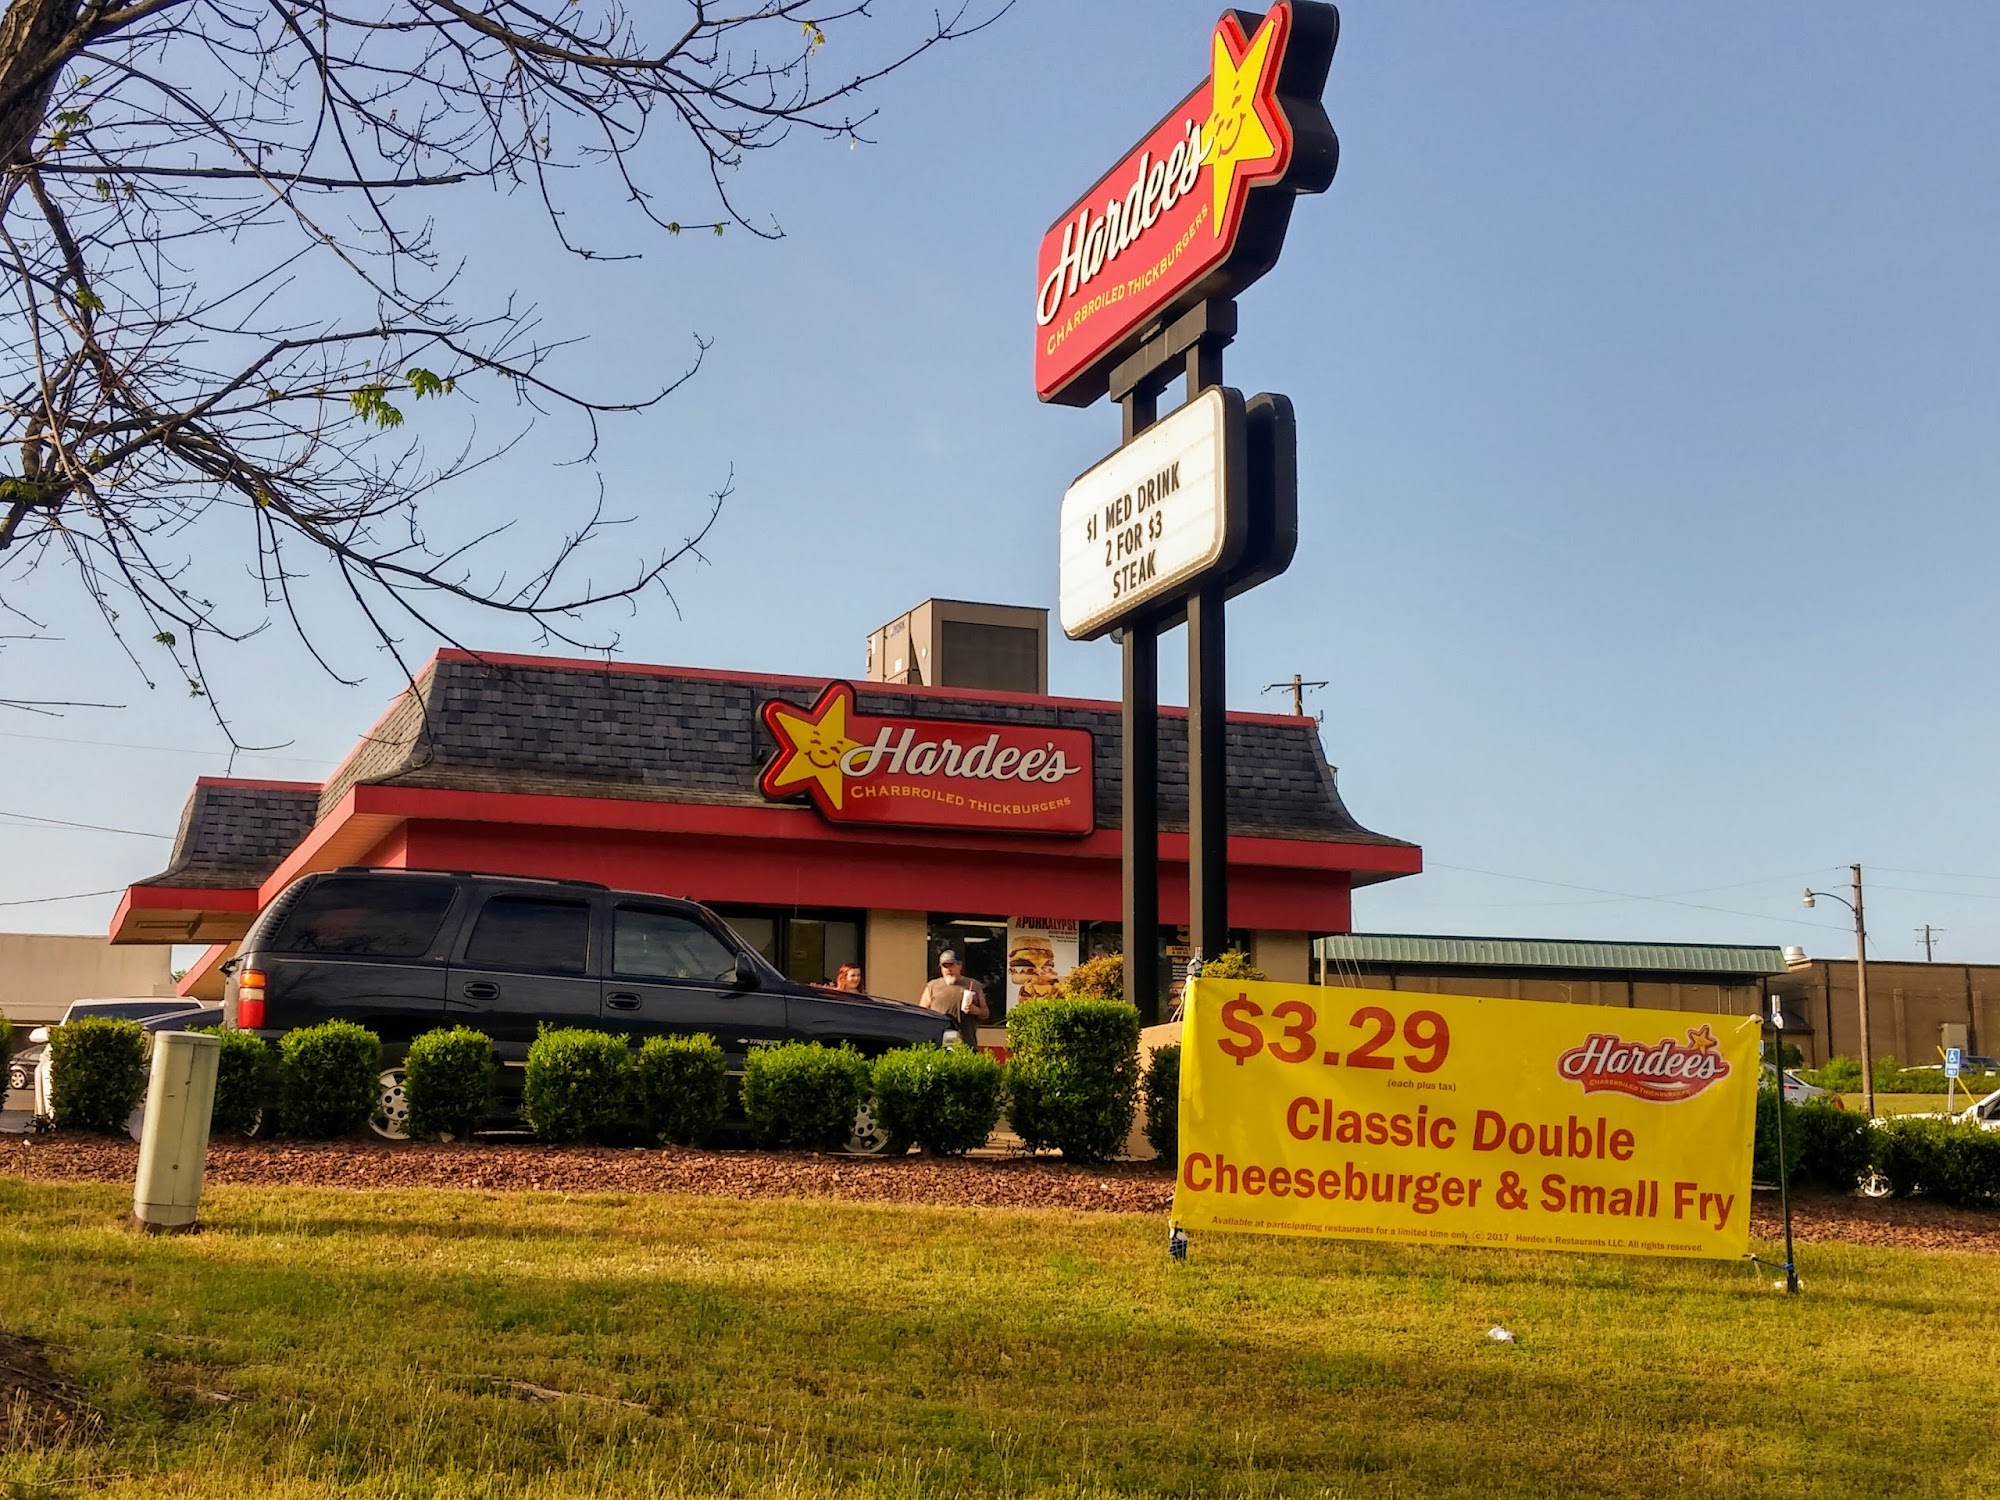 Hardee's
CHARBROILED THICKBURGERS
$1 MED DRINK
2 FOR $3
STEAK
Hardee's
CHARBROILED THICKBURGERS
APORKALYPSE
$3.29
(each plus tax)
Hardee's
CHARBROILED THICKBURGERS
Classic Double
Cheeseburger & Small Fry
Available at participating restaurants for a limited time only. © 2017 Hardee's Restaurants LLC. All rights reserved.